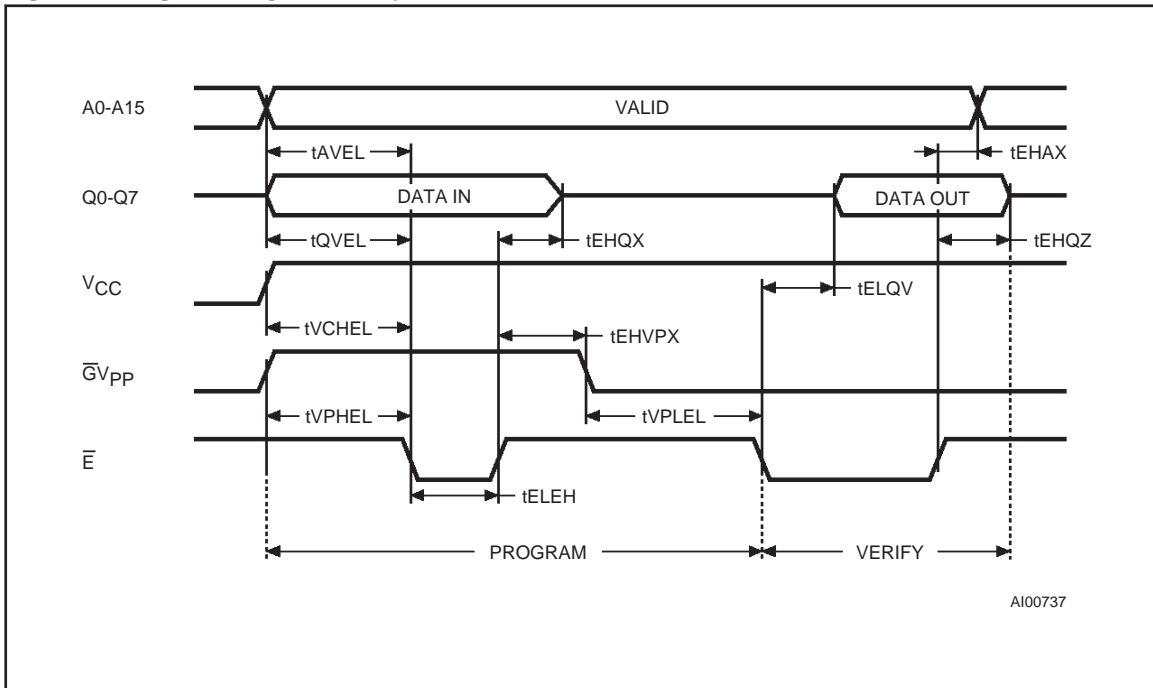 A0-A15
VALID
tAVEL
tEHAX
Q0-Q7
DATA IN
DATA OUT
tQVEL
tEHQX
tEHQZ
VCC
tELQV
tVCHEL
tEHVPX
G̅VPP
tVPHEL
tVPLEL
E̅
tELEH
PROGRAM
VERIFY
AI00737